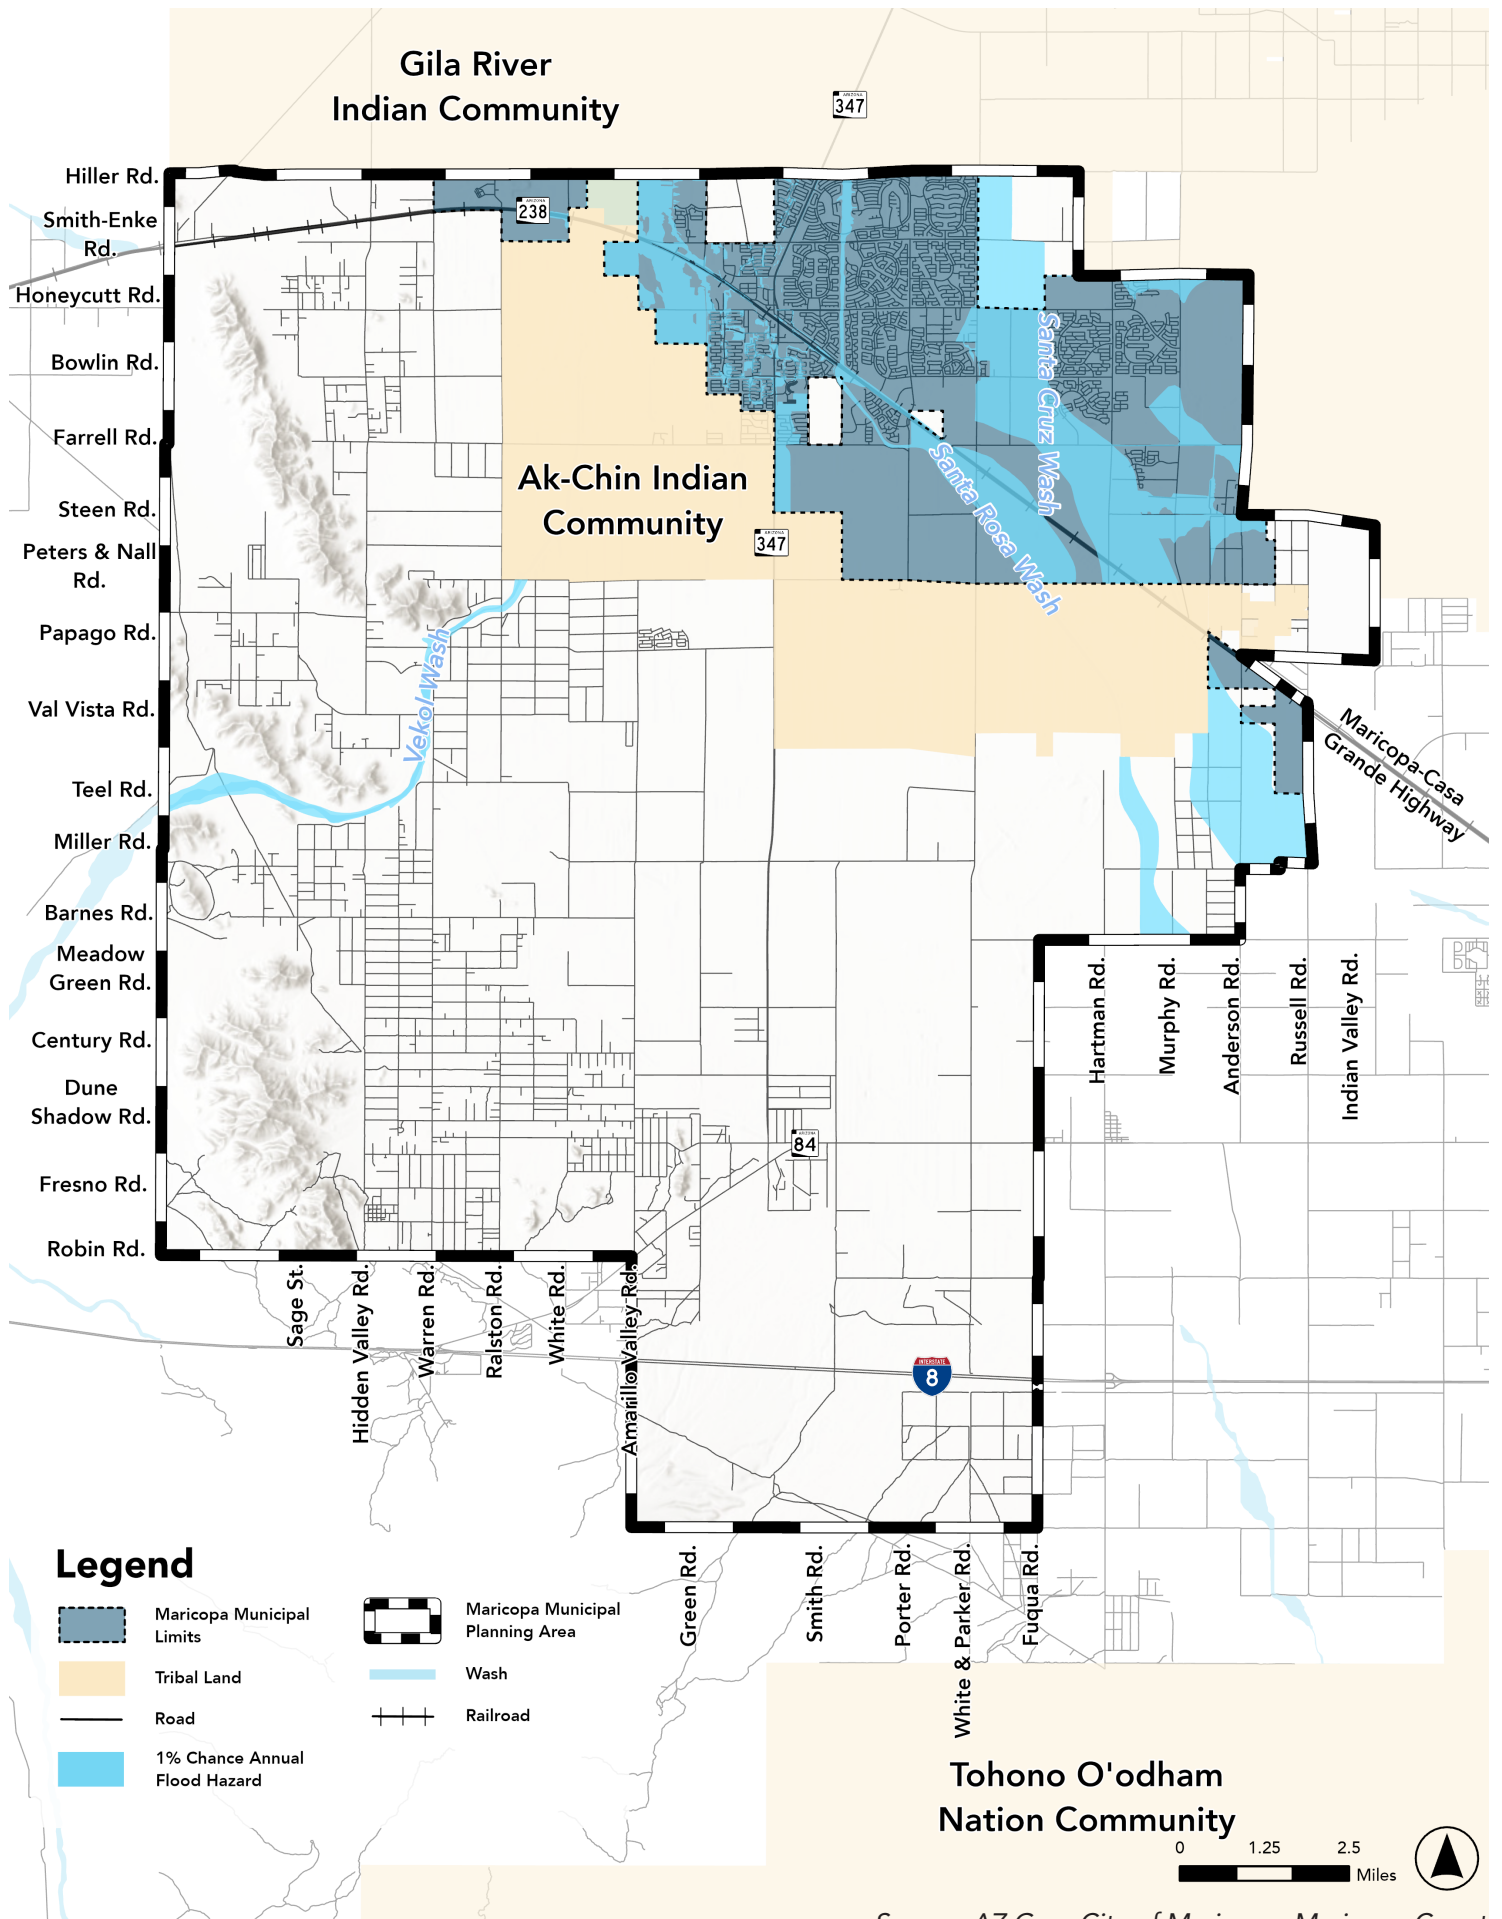 Gila River
Indian Community
ARIZONA
347
Hiller Rd.
Smith-Enke
Rd.
ARIZONA
238
Honeycutt Rd.
Bowlin Rd.
Farrell Rd.
Steen Rd.
Peters & Nall
Rd.
Papago Rd.
Val Vista Rd.
Teel Rd.
Miller Rd.
Barnes Rd.
Meadow
Green Rd.
Century Rd.
Dune
Shadow Rd.
Fresno Rd.
Robin Rd.
Santa Cruz Wash
Santa Rosa Wash
Ak-Chin Indian
Community
ARIZONA
347
Vekol Wash
Maricopa-Casa
Grande Highway
Hartman Rd.
Murphy Rd.
Anderson Rd.
Russell Rd.
Indian Valley Rd.
ARIZONA
84
Sage St.
Hidden Valley Rd.
Warren Rd.
Ralston Rd.
White Rd.
Amarillo Valley Rd.
INTERSTATE
8
Green Rd.
Smith Rd.
Porter Rd.
White & Parker Rd.
Fuqua Rd.
Legend
Maricopa Municipal
Limits
Tribal Land
Road
1% Chance Annual
Flood Hazard
Maricopa Municipal
Planning Area
Wash
Railroad
Tohono O'odham
Nation Community
0 1.25 2.5
Miles